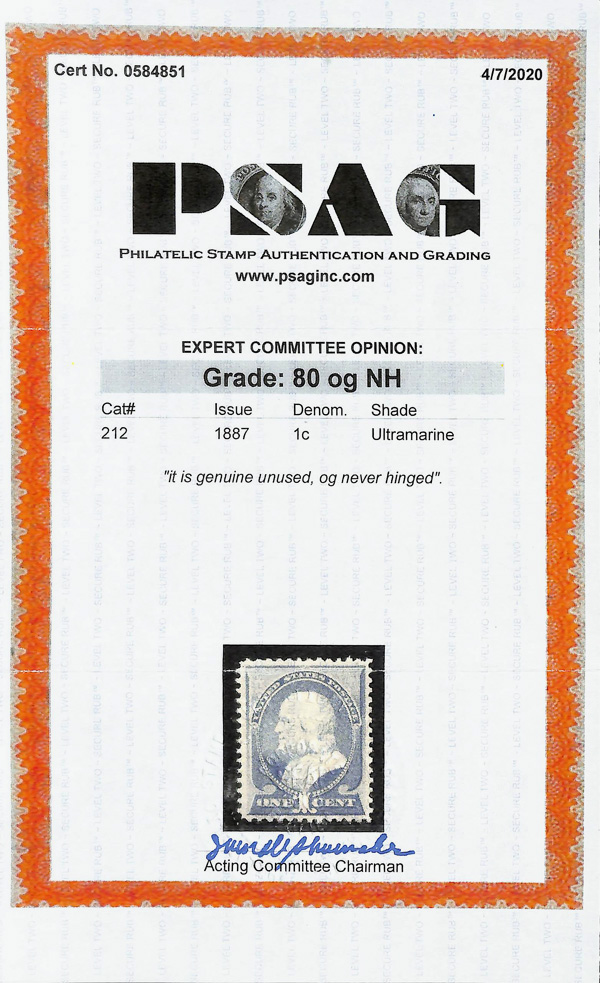 Cert No. 0584851
4/7/2020
PSAG
PHILATELIC STAMP AUTHENTICATION AND GRADING
www.psaginc.com
EXPERT COMMITTEE OPINION:
Grade: 80 og NH
Cat# Issue Denom. Shade
212 1887 1c Ultramarine
"it is genuine unused, og never hinged".
UNITED STATES POSTAGE
ONE CENT
Acting Committee Chairman